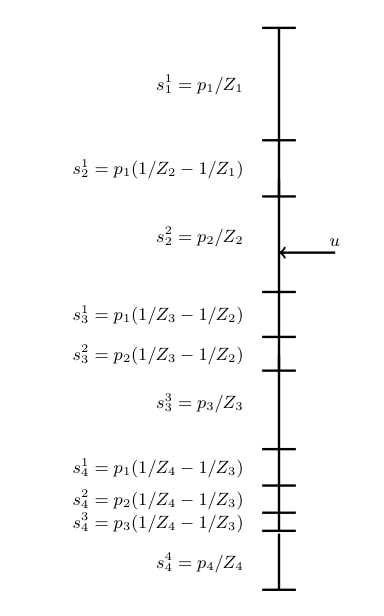 s_1^1 = p_1/Z_1
s_2^1 = p_1(1/Z_2 − 1/Z_1)
s_2^2 = p_2/Z_2
u
s_3^1 = p_1(1/Z_3 − 1/Z_2)
s_3^2 = p_2(1/Z_3 − 1/Z_2)
s_3^3 = p_3/Z_3
s_4^1 = p_1(1/Z_4 − 1/Z_3)
s_4^2 = p_2(1/Z_4 − 1/Z_3)
s_4^3 = p_3(1/Z_4 − 1/Z_3)
s_4^4 = p_4/Z_4